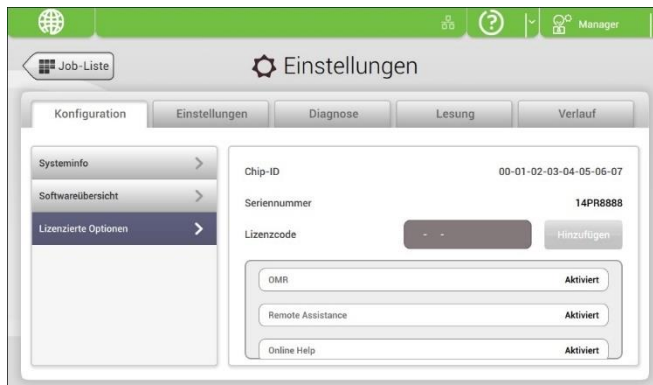 Manager
Job-Liste
Einstellungen
Konfiguration
Einstellungen
Diagnose
Lesung
Verlauf
Systeminfo
Softwareübersicht
Lizenzierte Optionen
Chip-ID 00-01-02-03-04-05-06-07
Seriennummer 14PR8888
Lizenzcode - - Hinzufügen
OMR Aktiviert
Remote Assistance Aktiviert
Online Help Aktiviert